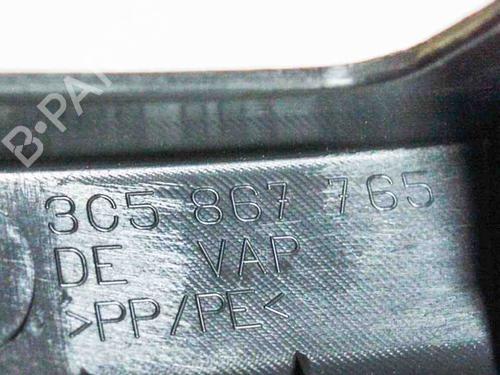 B-PA
3C5 867 765
DE VAP
>PP/PE<